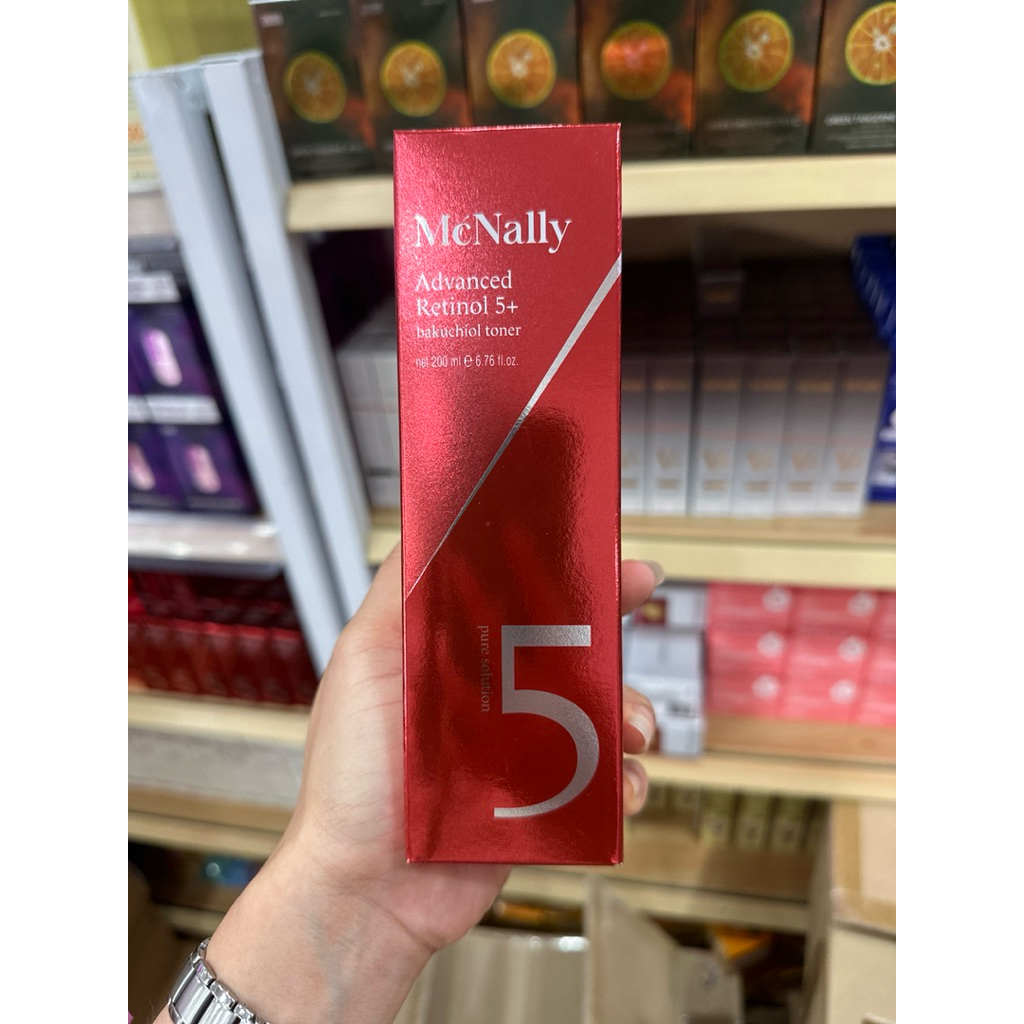 McNally
Advanced
Retinol 5+
bakuchiol toner
net 200 ml ℮ 6.76 fl.oz.
pure solution
5